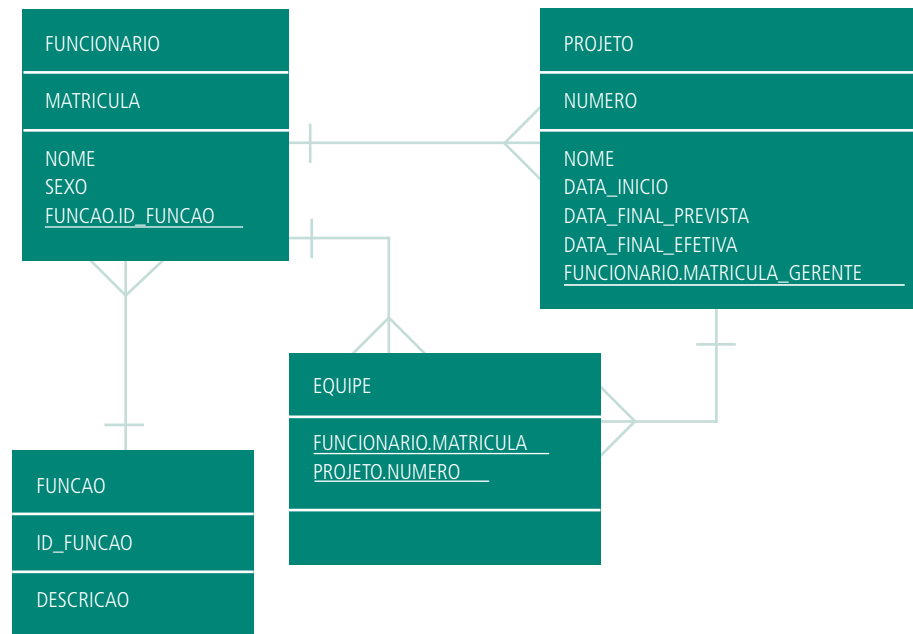 FUNCIONARIO
MATRICULA
NOME
SEXO
FUNCAO.ID_FUNCAO
PROJETO
NUMERO
NOME
DATA_INICIO
DATA_FINAL_PREVISTA
DATA_FINAL_EFETIVA
FUNCIONARIO.MATRICULA_GERENTE
EQUIPE
FUNCIONARIO.MATRICULA
PROJETO.NUMERO
FUNCAO
ID_FUNCAO
DESCRICAO